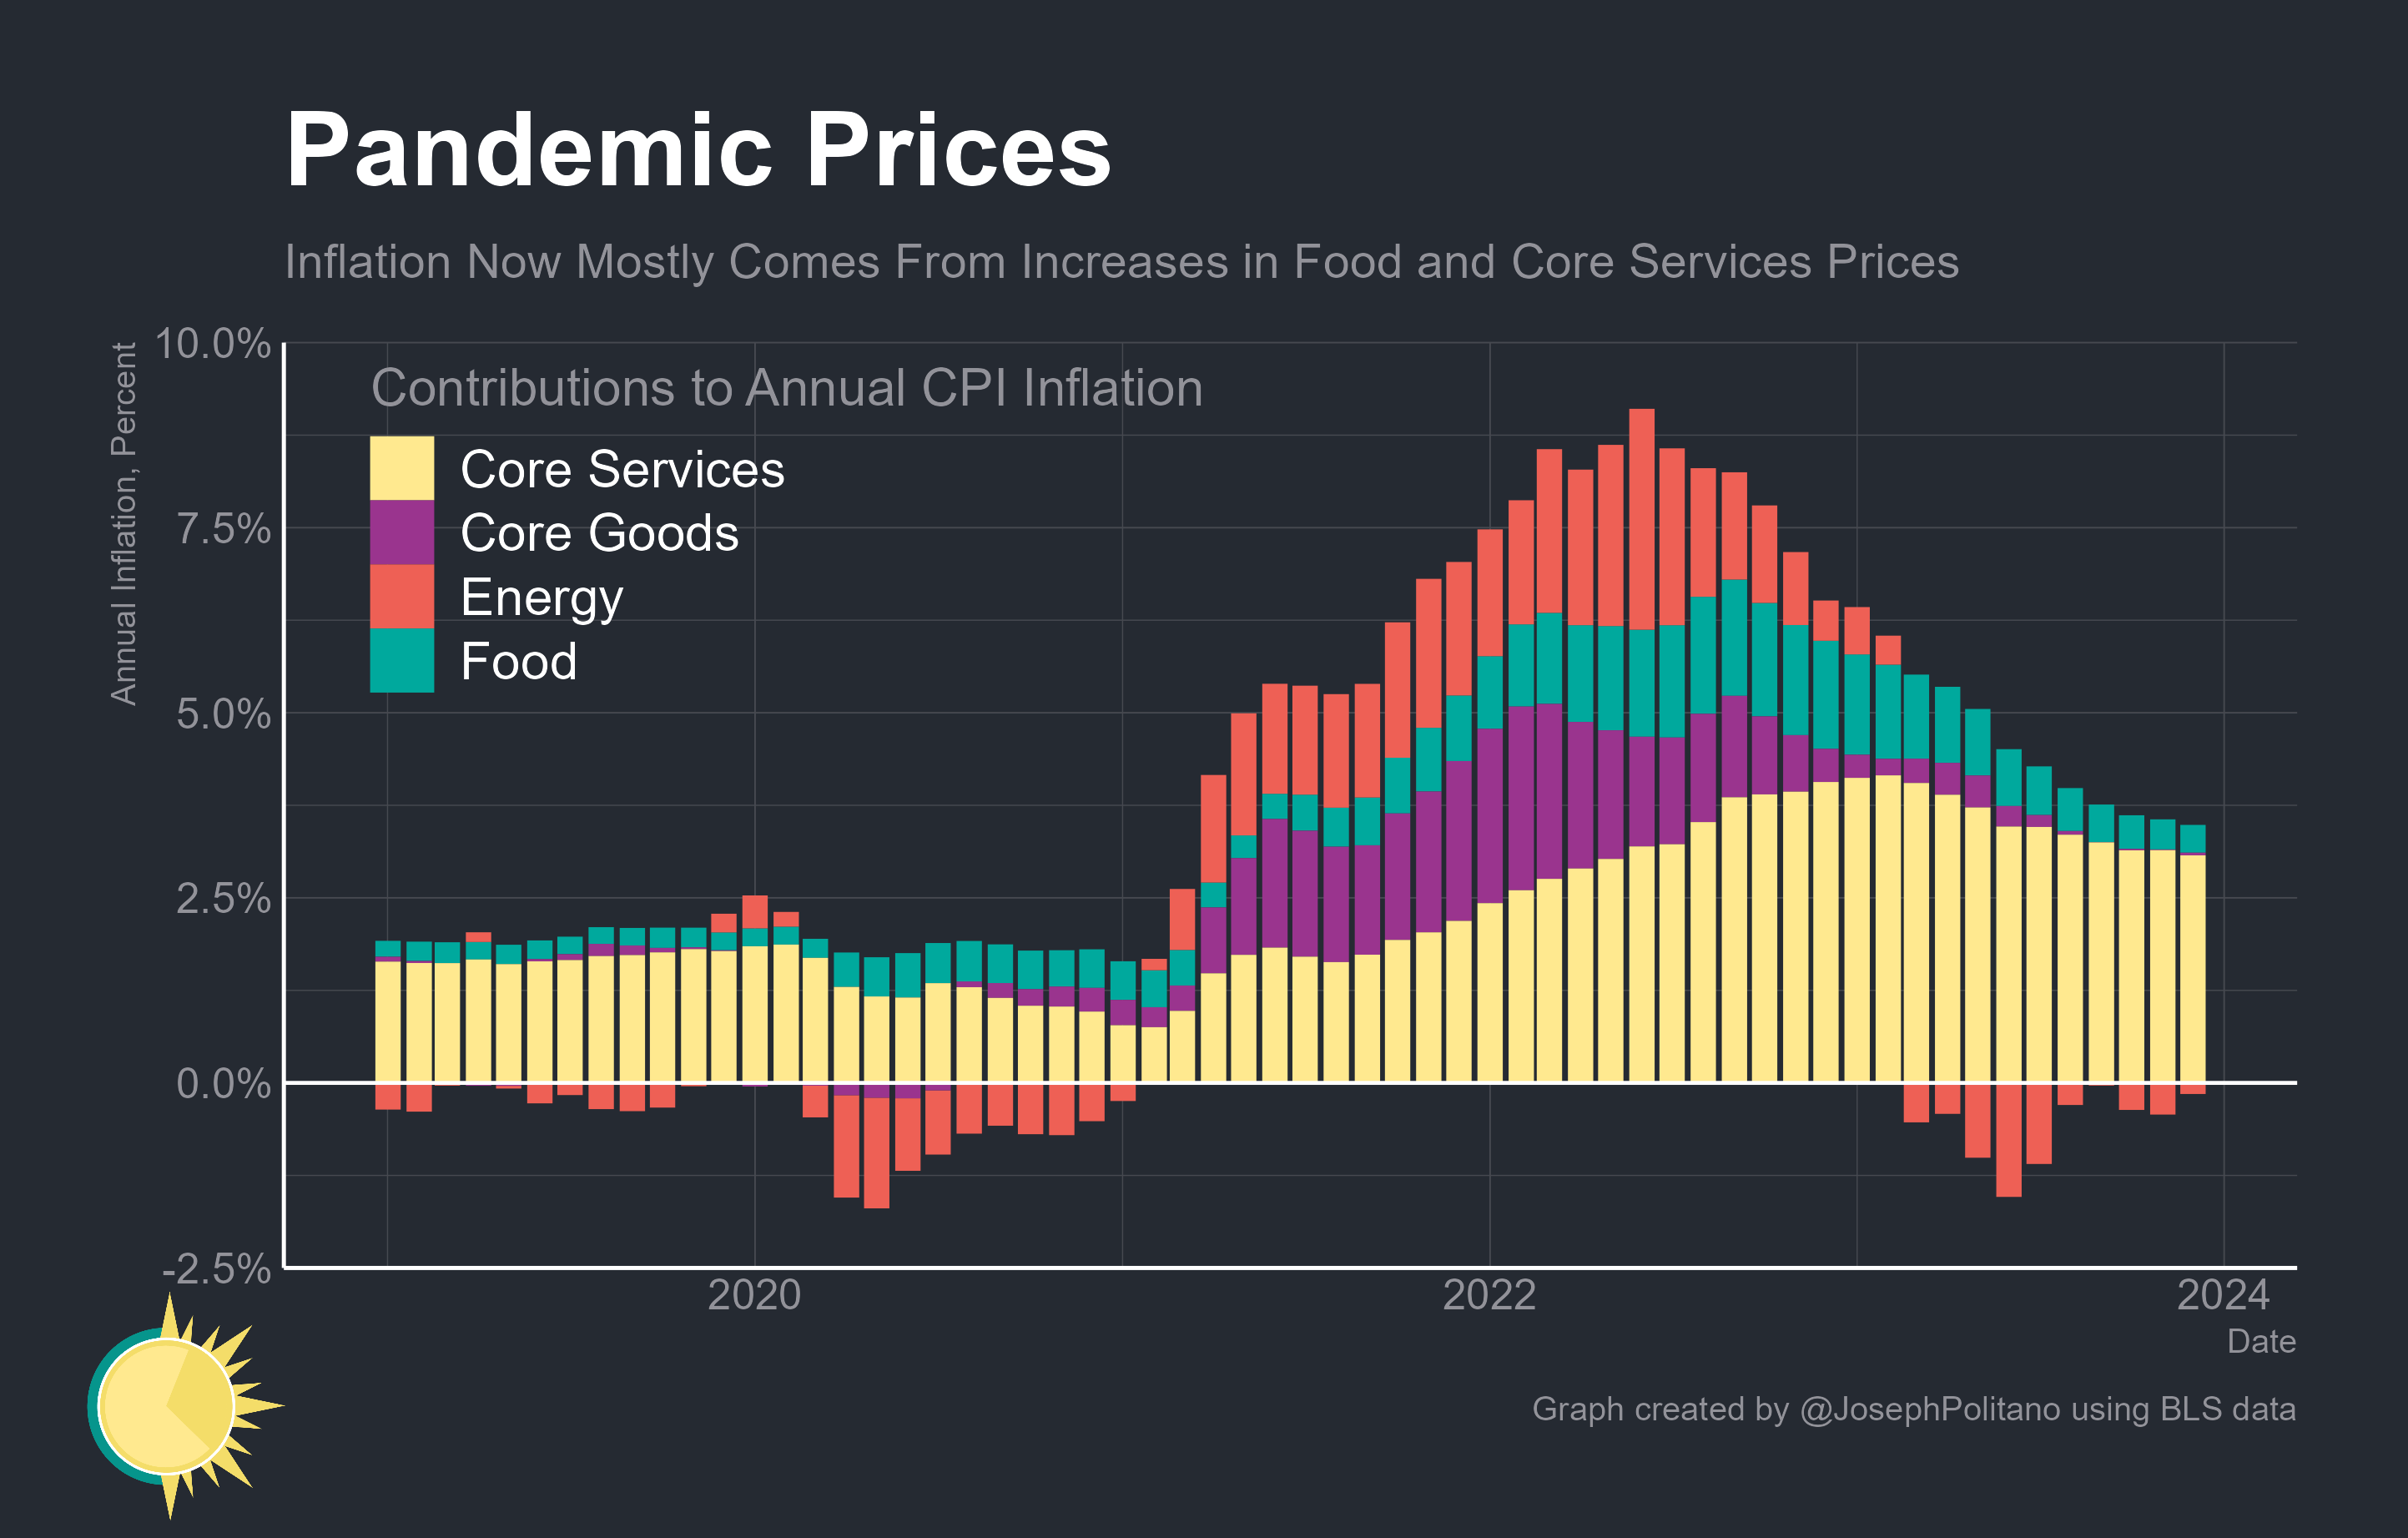 Pandemic Prices
Inflation Now Mostly Comes From Increases in Food and Core Services Prices
Annual Inflation, Percent
10.0%
7.5%
5.0%
2.5%
0.0%
-2.5%
Contributions to Annual CPI Inflation
Core Services
Core Goods
Energy
Food
2020
2022
2024
Date
Graph created by @JosephPolitano using BLS data